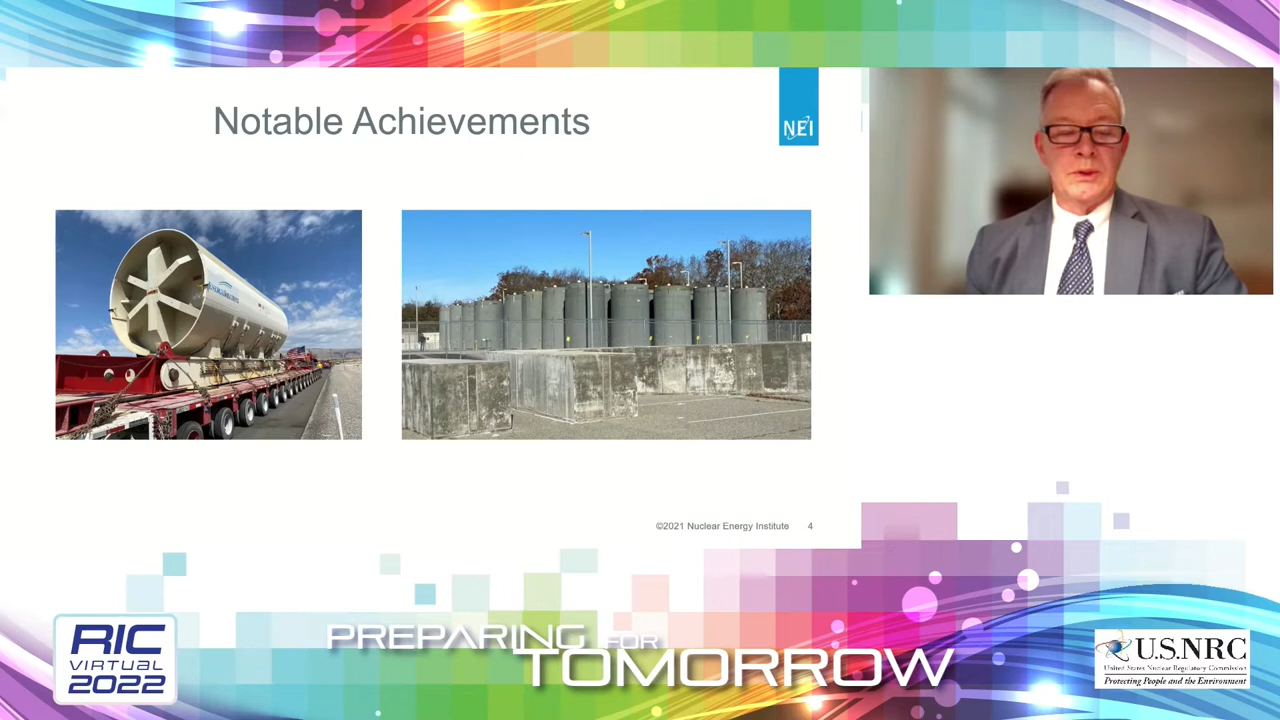 Notable Achievements
NEI
©2021 Nuclear Energy Institute 4
RIC
VIRTUAL
2022
PREPARING FOR
TOMORROW
U.S.NRC
United States Nuclear Regulatory Commission
Protecting People and the Environment